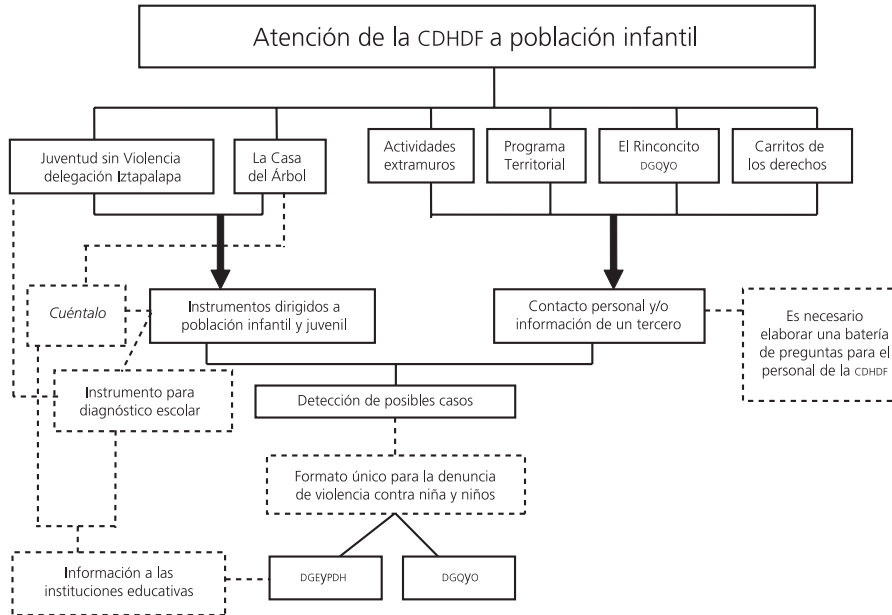 Atención de la CDHDF a población infantil
Juventud sin Violencia
delegación Iztapalapa
La Casa
del Árbol
Actividades
extramuros
Programa
Territorial
El Rinconcito
DGQyO
Carritos de
los derechos
Cuéntalo
Instrumentos dirigidos a
población infantil y juvenil
Contacto personal y/o
información de un tercero
Es necesario
elaborar una batería
de preguntas para el
personal de la CDHDF
Instrumento para
diagnóstico escolar
Detección de posibles casos
Formato único para la denuncia
de violencia contra niña y niños
Información a las
instituciones educativas
DGEyPDH
DGQyO